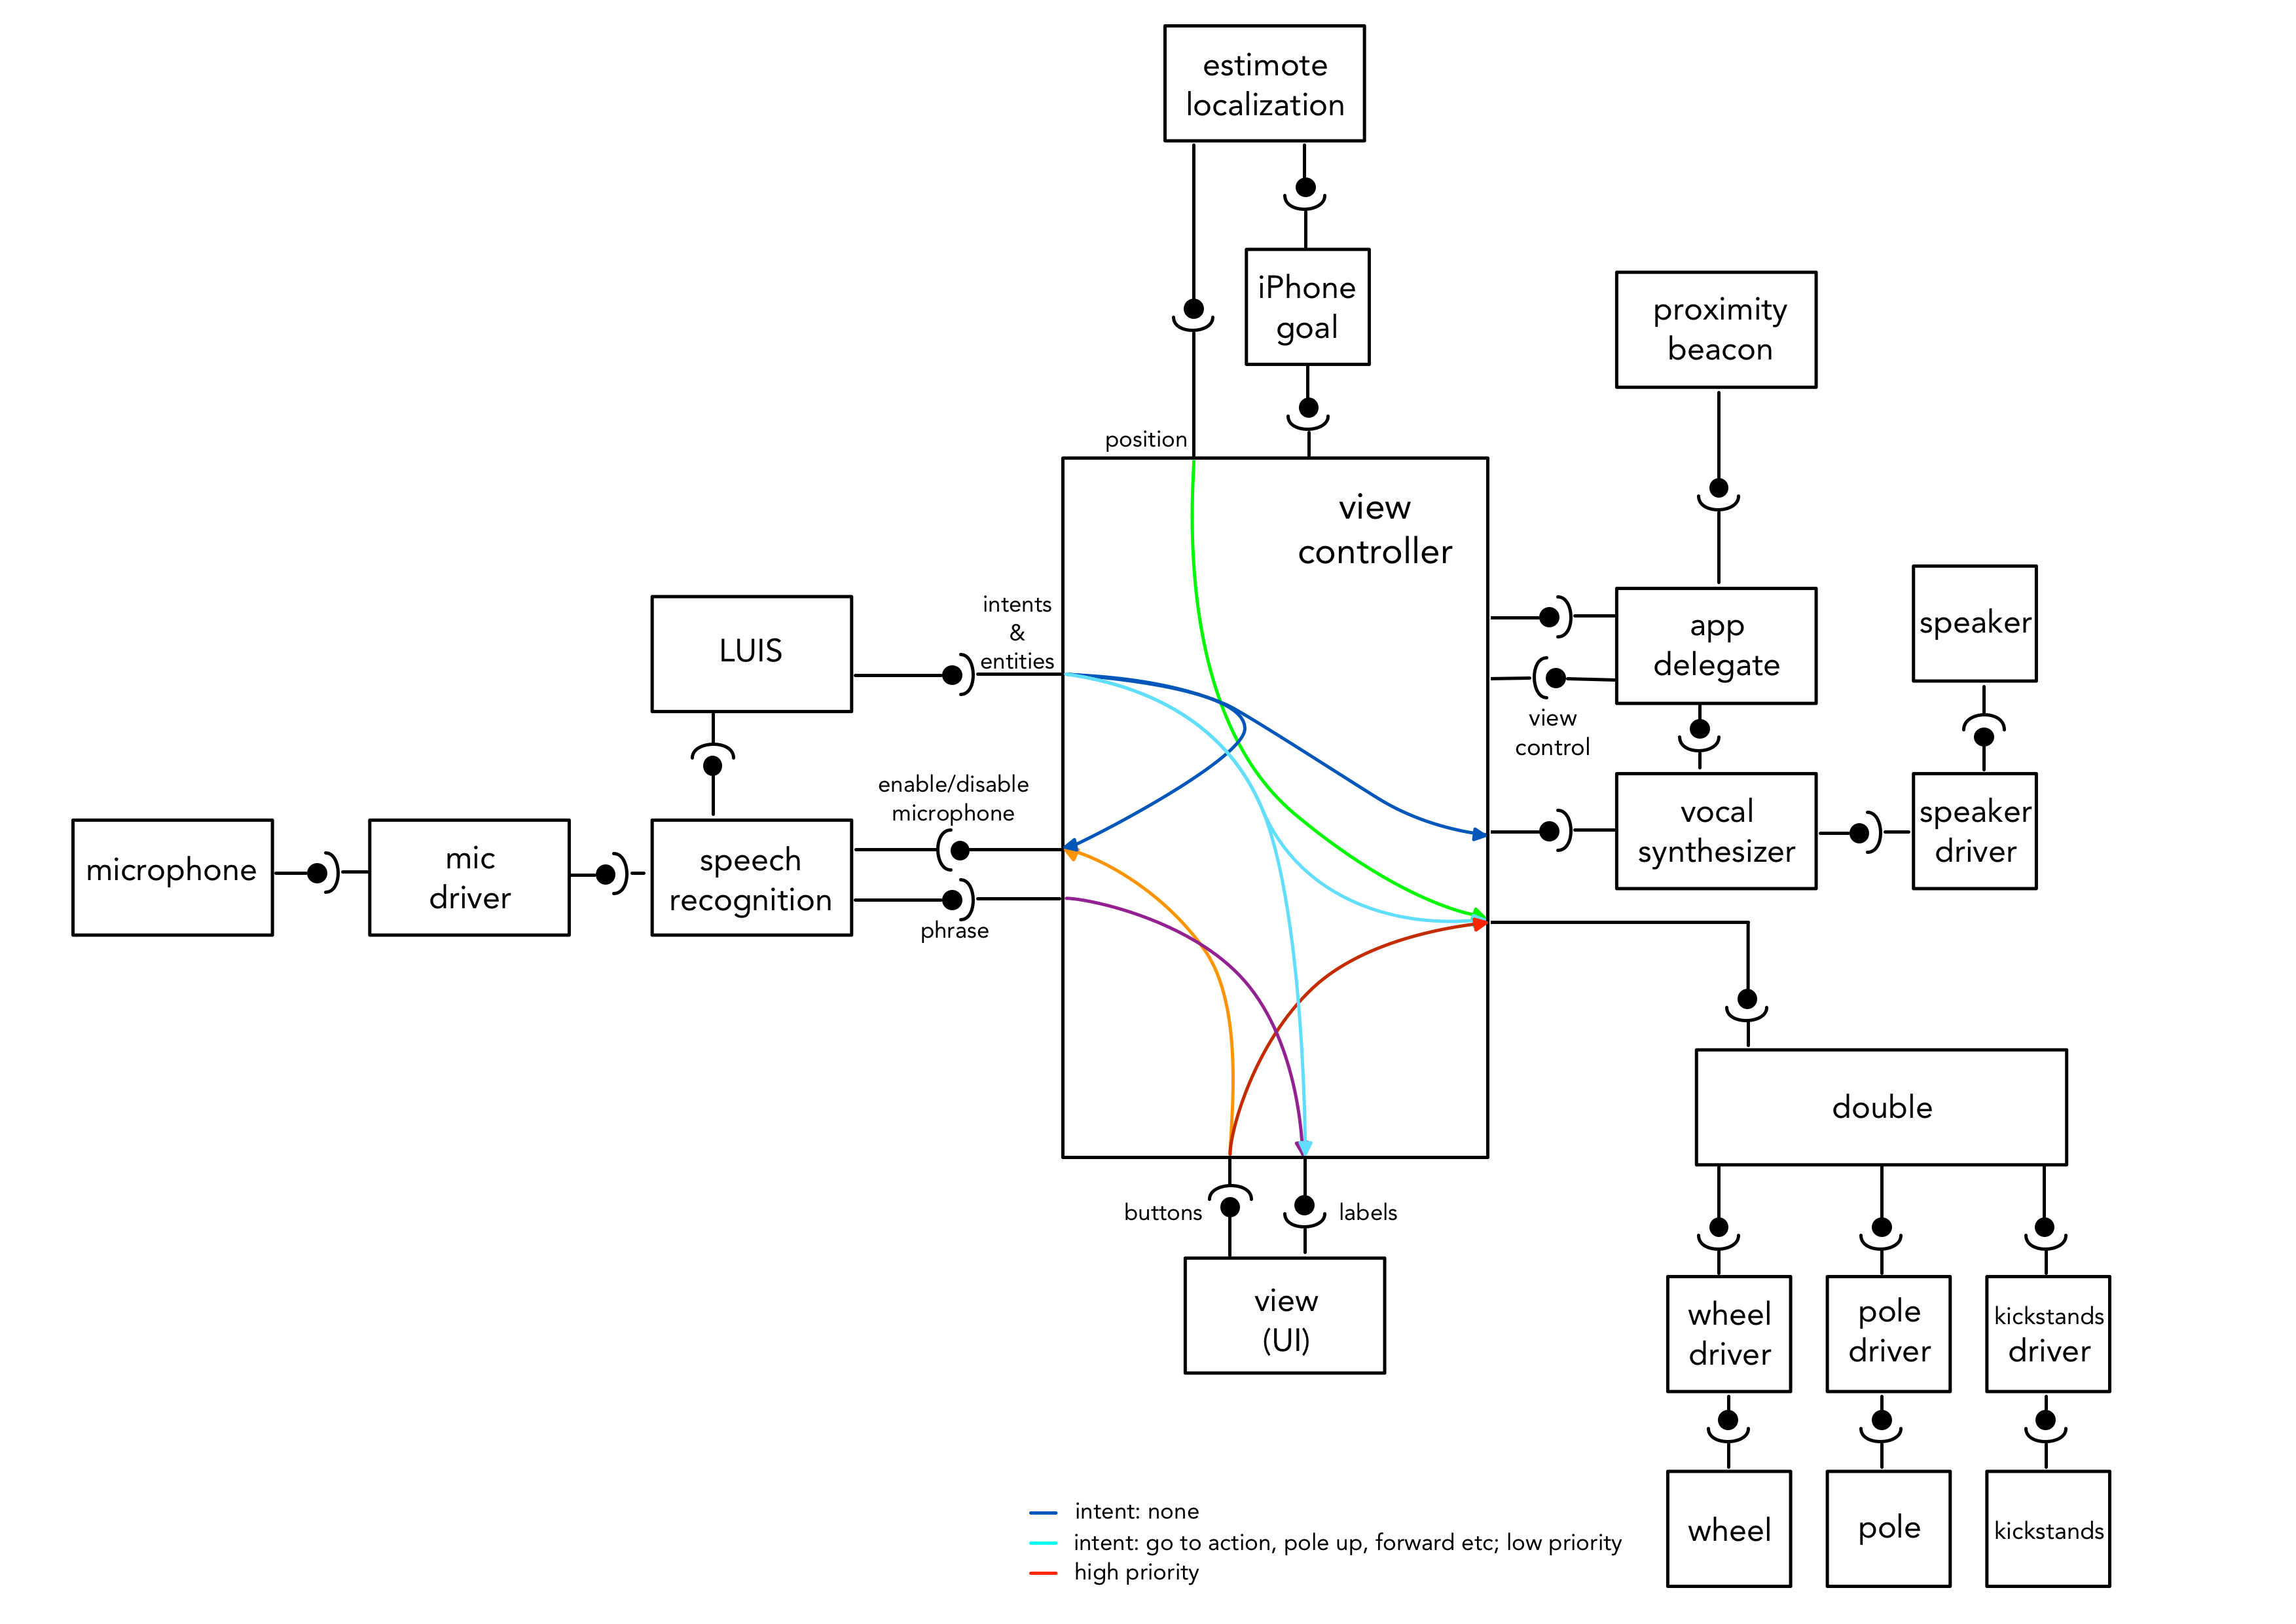 estimote
localization
iPhone
goal
proximity
beacon
position
view
controller
intents
&
entities
LUIS
app
delegate
speaker
view
control
enable/disable
microphone
microphone
mic
driver
speech
recognition
phrase
vocal
synthesizer
speaker
driver
double
buttons
labels
view
(UI)
wheel
driver
pole
driver
kickstands
driver
wheel
pole
kickstands
intent: none
intent: go to action, pole up, forward etc; low priority
high priority